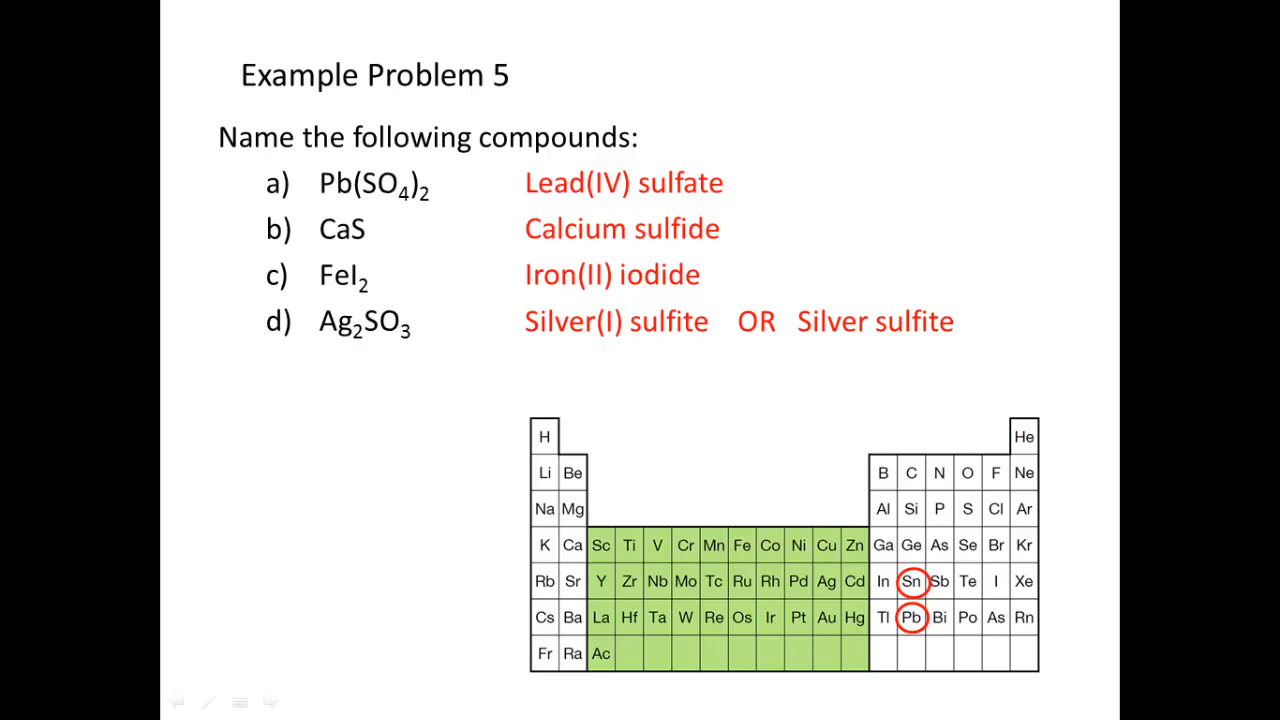 Example Problem 5
Name the following compounds:
a) Pb(SO₄)₂ Lead(IV) sulfate
b) CaS Calcium sulfide
c) FeI₂ Iron(II) iodide
d) Ag₂SO₃ Silver(I) sulfite OR Silver sulfite
H He
Li Be B C N O F Ne
Na Mg Al Si P S Cl Ar
K Ca Sc Ti V Cr Mn Fe Co Ni Cu Zn Ga Ge As Se Br Kr
Rb Sr Y Zr Nb Mo Tc Ru Rh Pd Ag Cd In Sn Sb Te I Xe
Cs Ba La Hf Ta W Re Os Ir Pt Au Hg Tl Pb Bi Po As Rn
Fr Ra Ac